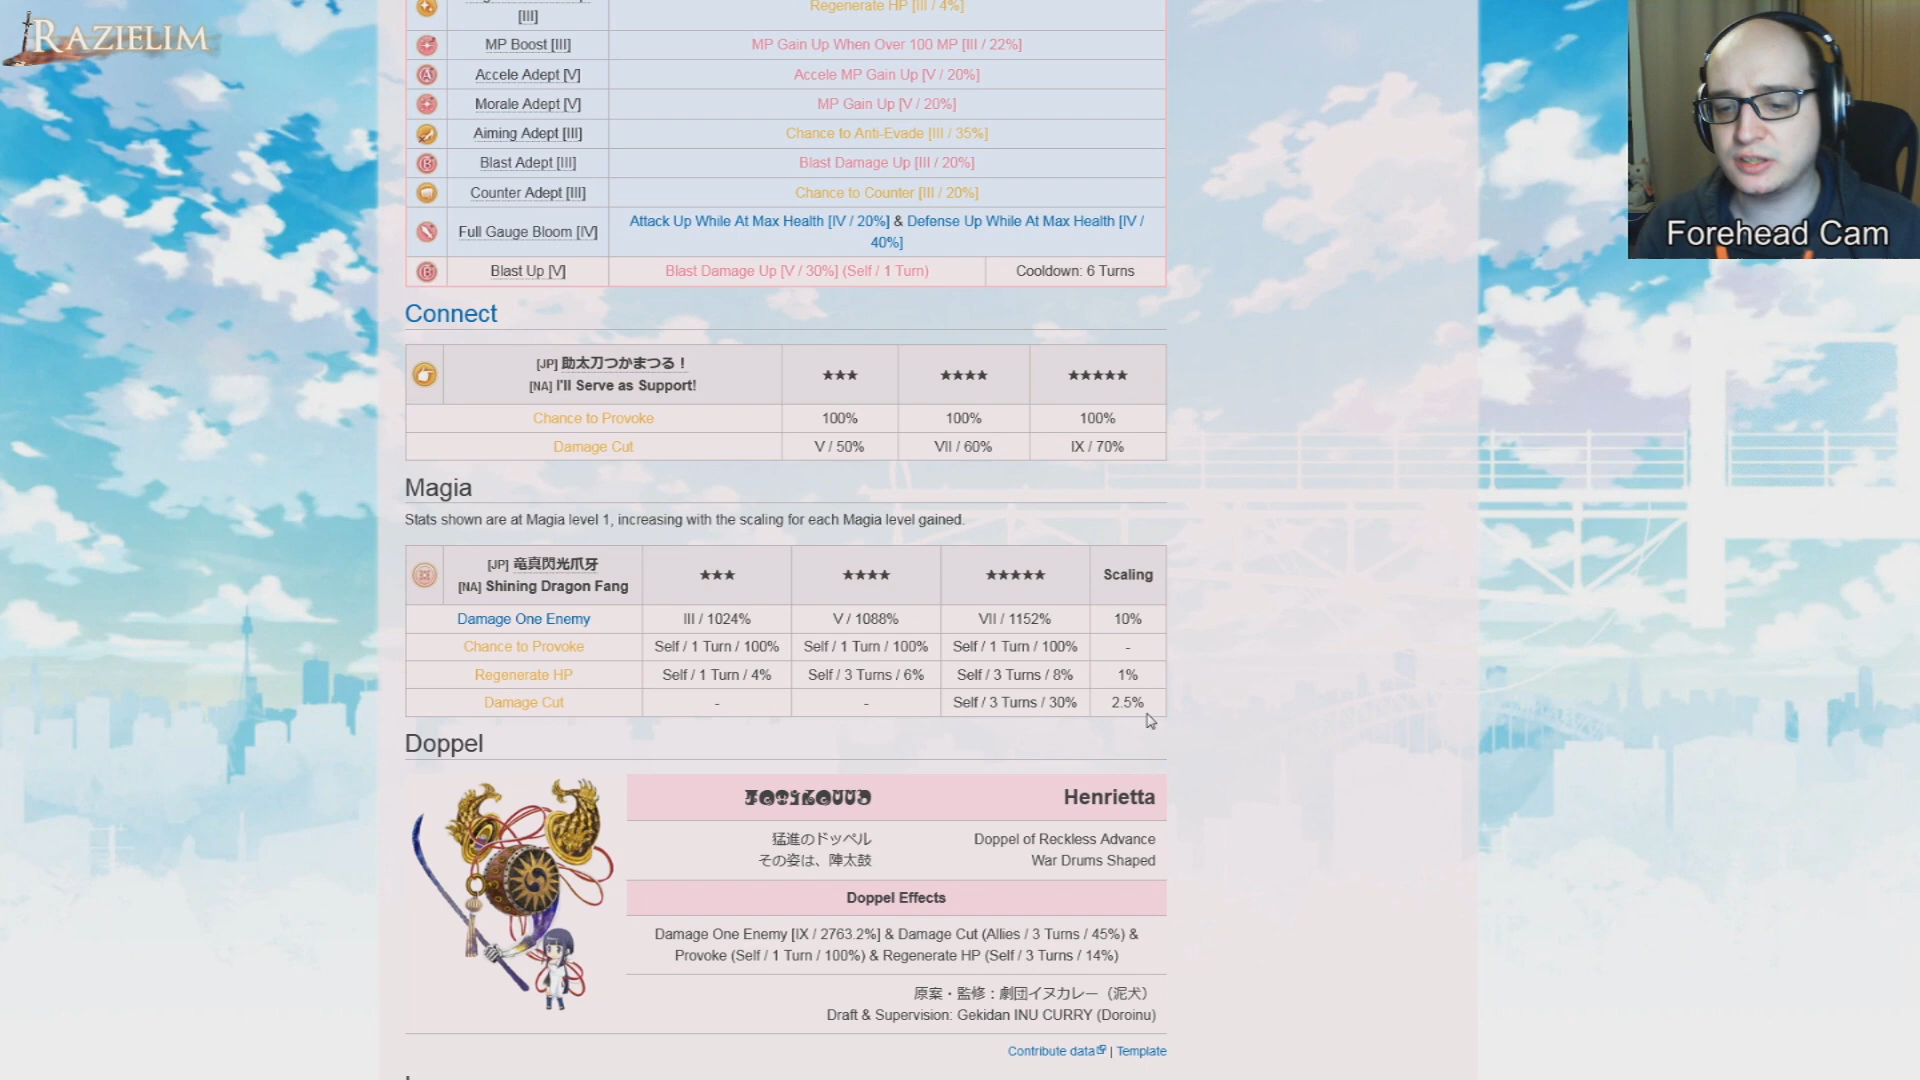 RAZIELIM
[III]
Regenerate HP [III / 4%]
MP Boost [III]
MP Gain Up When Over 100 MP [III / 22%]
Accele Adept [V]
Accele MP Gain Up [V / 20%]
Morale Adept [V]
MP Gain Up [V / 20%]
Aiming Adept [III]
Chance to Anti-Evade [III / 35%]
Blast Adept [III]
Blast Damage Up [III / 20%]
Counter Adept [III]
Chance to Counter [III / 20%]
Full Gauge Bloom [IV]
Attack Up While At Max Health [IV / 20%] & Defense Up While At Max Health [IV /
40%]
Blast Up [V]
Blast Damage Up [V / 30%] (Self / 1 Turn)
Cooldown: 6 Turns
Forehead Cam
Connect
[JP] 助太刀つかまつる！
[NA] I'll Serve as Support!
★★★
★★★★
★★★★★
Chance to Provoke
100%
100%
100%
Damage Cut
V / 50%
VII / 60%
IX / 70%
Magia
Stats shown are at Magia level 1, increasing with the scaling for each Magia level gained.
[JP] 竜真閃光爪牙
[NA] Shining Dragon Fang
★★★
★★★★
★★★★★
Scaling
Damage One Enemy
III / 1024%
V / 1088%
VII / 1152%
10%
Chance to Provoke
Self / 1 Turn / 100%
Self / 1 Turn / 100%
Self / 1 Turn / 100%
-
Regenerate HP
Self / 1 Turn / 4%
Self / 3 Turns / 6%
Self / 3 Turns / 8%
1%
Damage Cut
-
-
Self / 3 Turns / 30%
2.5%
Doppel
Henrietta
猛進のドッペル
その姿は、陣太鼓
Doppel of Reckless Advance
War Drums Shaped
Doppel Effects
Damage One Enemy [IX / 2763.2%] & Damage Cut (Allies / 3 Turns / 45%) &
Provoke (Self / 1 Turn / 100%) & Regenerate HP (Self / 3 Turns / 14%)
原案・監修：劇団イヌカレー（泥犬）
Draft & Supervision: Gekidan INU CURRY (Doroinu)
Contribute data | Template